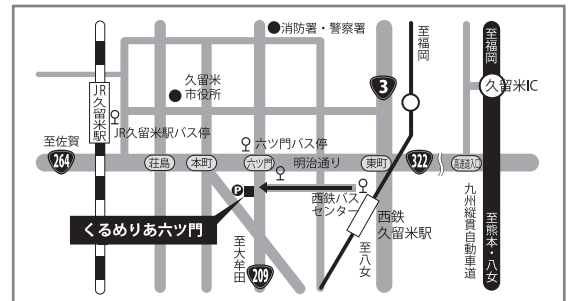 消防署・警察署
至福岡
至福岡
久留米IC
3
久留米
市役所
JR久留米駅
JR久留米駅バス停
六ツ門バス停
至佐賀
264
荘島
本町
六ツ門
明治通り
東町
322
高速道入口
P
西鉄バス
センター
くるめりあ六ツ門
西鉄
久留米駅
至大牟田
209
至八女
九州縦貫自動車道
至熊本・八女